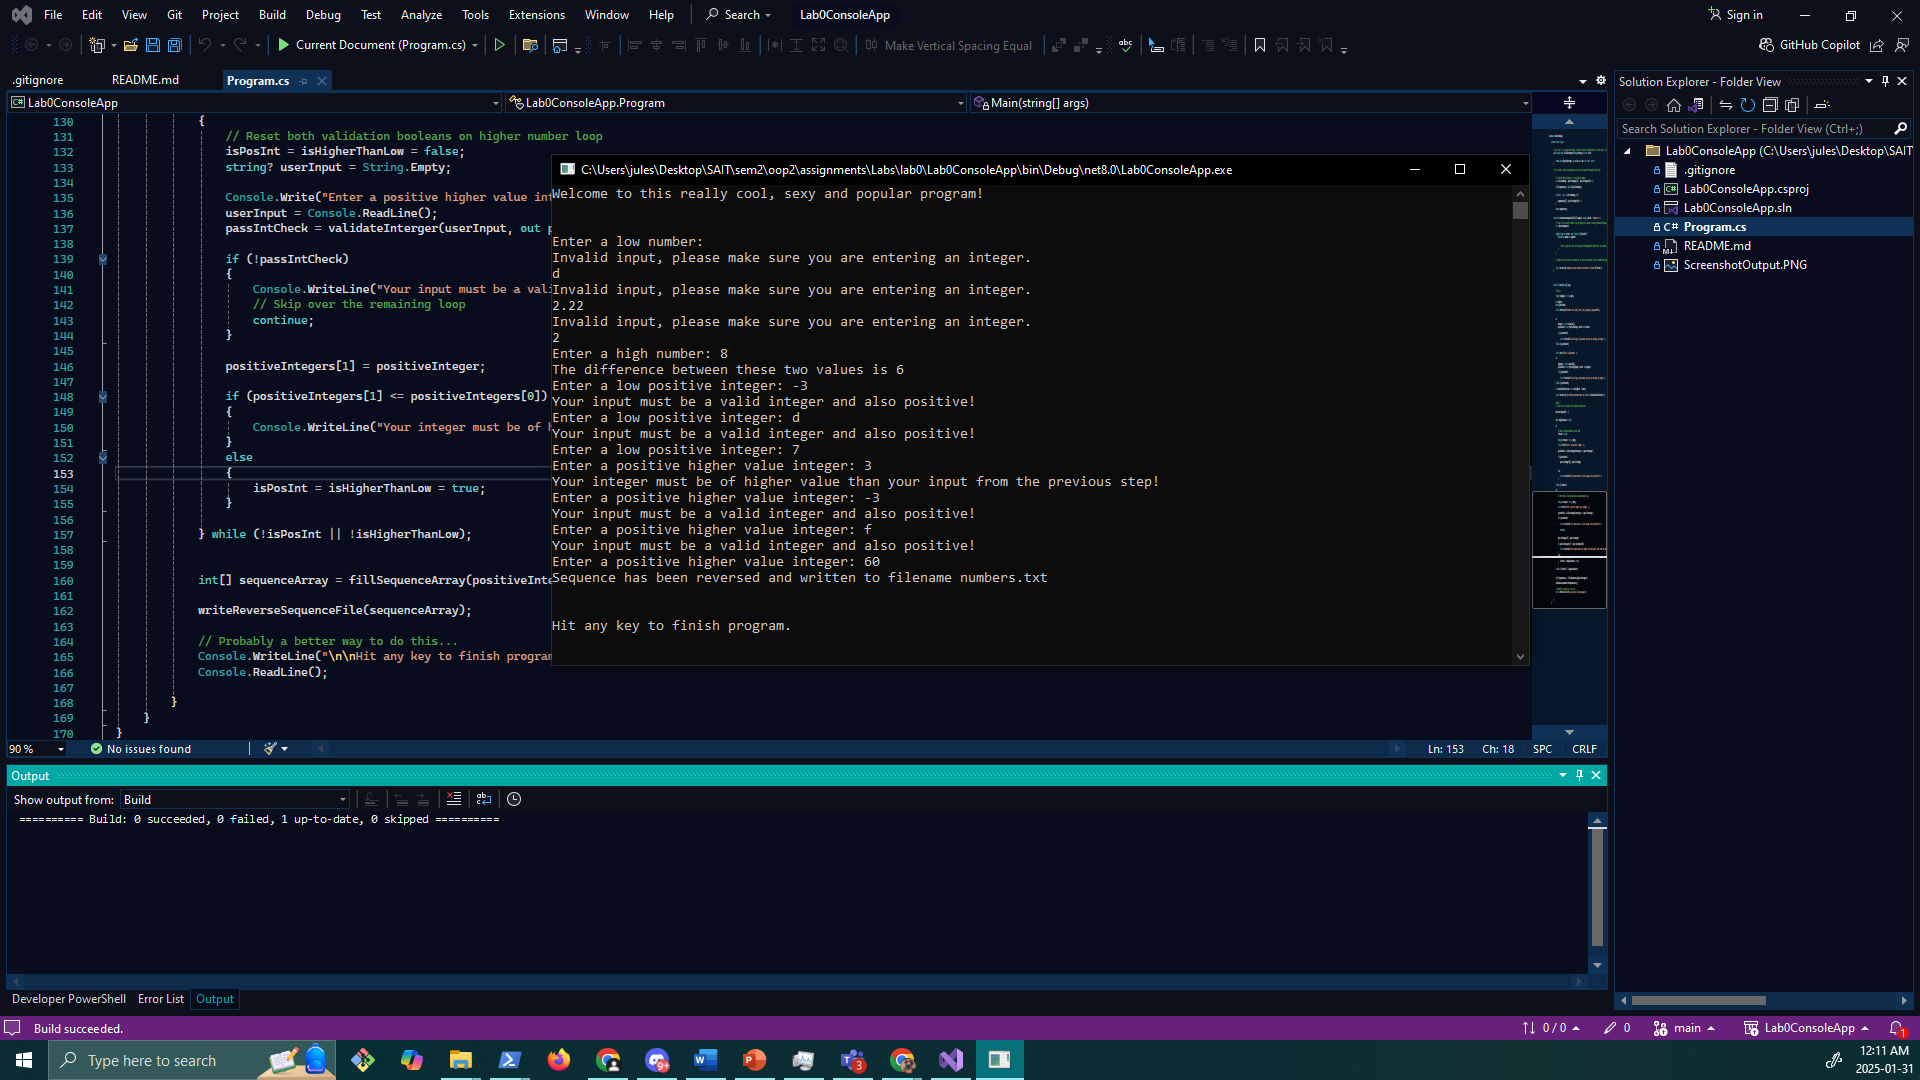 File Edit View Git Project Build Debug Test Analyze Tools Extensions Window Help Search Lab0ConsoleApp Sign in
Current Document (Program.cs) Make Vertical Spacing Equal GitHub Copilot
.gitignore README.md Program.cs
Lab0ConsoleApp Lab0ConsoleApp.Program Main(string[] args)
130 {
131 // Reset both validation booleans on higher number loop
132 isPosInt = isHigherThanLow = false;
133 string? userInput = String.Empty;
134
135 Console.Write("Enter a positive higher value int
136 userInput = Console.ReadLine();
137 passIntCheck = validateInterger(userInput, out p
138
139 if (!passIntCheck)
140 {
141 Console.WriteLine("Your input must be a vali
142 // Skip over the remaining loop
143 continue;
144 }
145
146 positiveIntegers[1] = positiveInteger;
147
148 if (positiveIntegers[1] <= positiveIntegers[0])
149 {
150 Console.WriteLine("Your integer must be of h
151 }
152 else
153 {
154 isPosInt = isHigherThanLow = true;
155 }
156
157 } while (!isPosInt || !isHigherThanLow);
158
159
160 int[] sequenceArray = fillSequenceArray(positiveInte
161
162 writeReverseSequenceFile(sequenceArray);
163
164 // Probably a better way to do this...
165 Console.WriteLine("\n\nHit any key to finish program
166 Console.ReadLine();
167
168 }
169 }
170 }
C:\Users\jules\Desktop\SAIT\sem2\oop2\assignments\Labs\lab0\Lab0ConsoleApp\bin\Debug\net8.0\Lab0ConsoleApp.exe
Welcome to this really cool, sexy and popular program!
Enter a low number:
Invalid input, please make sure you are entering an integer.
d
Invalid input, please make sure you are entering an integer.
2.22
Invalid input, please make sure you are entering an integer.
2
Enter a high number: 8
The difference between these two values is 6
Enter a low positive integer: -3
Your input must be a valid integer and also positive!
Enter a low positive integer: d
Your input must be a valid integer and also positive!
Enter a low positive integer: 7
Enter a positive higher value integer: 3
Your integer must be of higher value than your input from the previous step!
Enter a positive higher value integer: -3
Your input must be a valid integer and also positive!
Enter a positive higher value integer: f
Your input must be a valid integer and also positive!
Enter a positive higher value integer: 60
Sequence has been reversed and written to filename numbers.txt
Hit any key to finish program.
Solution Explorer - Folder View
Search Solution Explorer - Folder View (Ctrl+;)
Lab0ConsoleApp (C:\Users\jules\Desktop\SAIT
.gitignore
Lab0ConsoleApp.csproj
Lab0ConsoleApp.sln
Program.cs
README.md
ScreenshotOutput.PNG
90 % No issues found Ln: 153 Ch: 18 SPC CRLF
Output
Show output from: Build
========== Build: 0 succeeded, 0 failed, 1 up-to-date, 0 skipped ==========
Developer PowerShell Error List Output
Build succeeded. 0 / 0 0 main Lab0ConsoleApp 1
Type here to search
9+
3
12:11 AM
2025-01-31